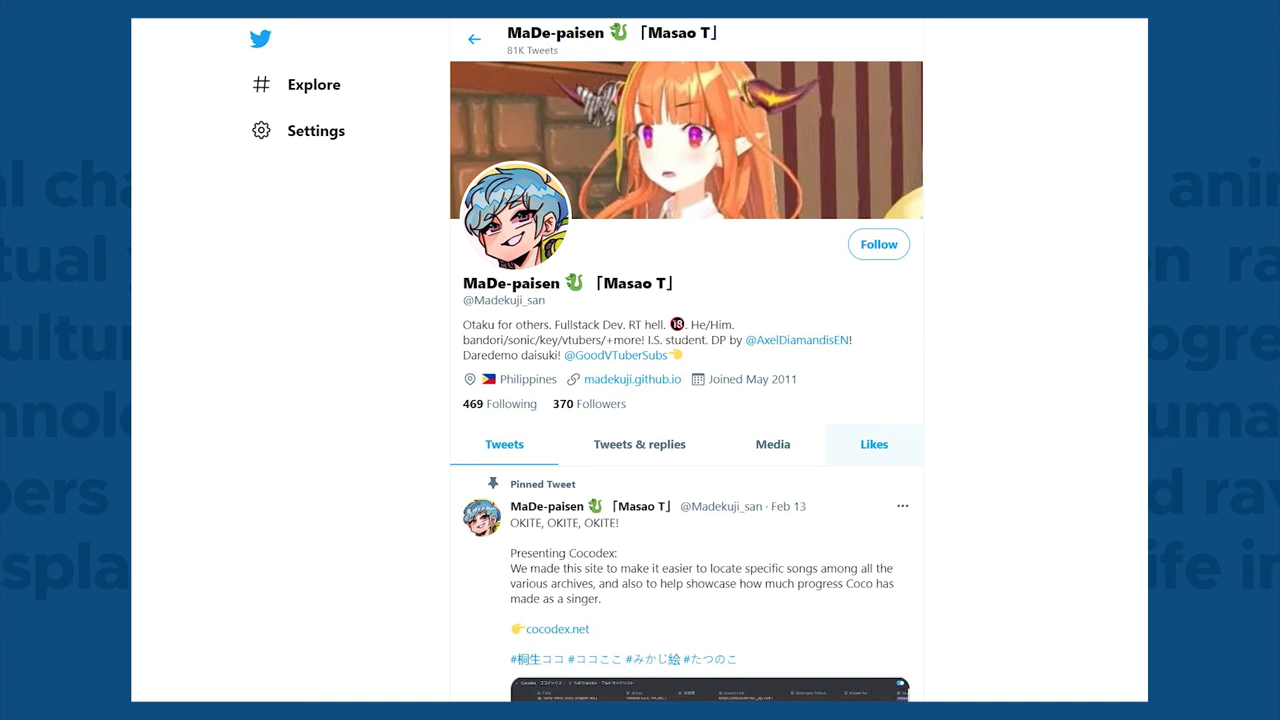 MaDe-paisen 🐉「Masao T」
81K Tweets
Explore
Settings
Follow
MaDe-paisen 🐉「Masao T」
@Madekuji_san
Otaku for others. Fullstack Dev. RT hell. 🔞. He/Him.
bandori/sonic/key/vtubers/+more! I.S. student. DP by @AxelDiamandisEN!
Daredemo daisuki! @GoodVTuberSubs👈
🇵🇭 Philippines madekuji.github.io Joined May 2011
469 Following 370 Followers
Tweets Tweets & replies Media Likes
Pinned Tweet
MaDe-paisen 🐉「Masao T」 @Madekuji_san · Feb 13
OKITE, OKITE, OKITE!
Presenting Cocodex:
We made this site to make it easier to locate specific songs among all the
various archives, and also to help showcase how much progress Coco has
made as a singer.
👉cocodex.net
#桐生ココ #ココここ #みかじ絵 #たつのこ